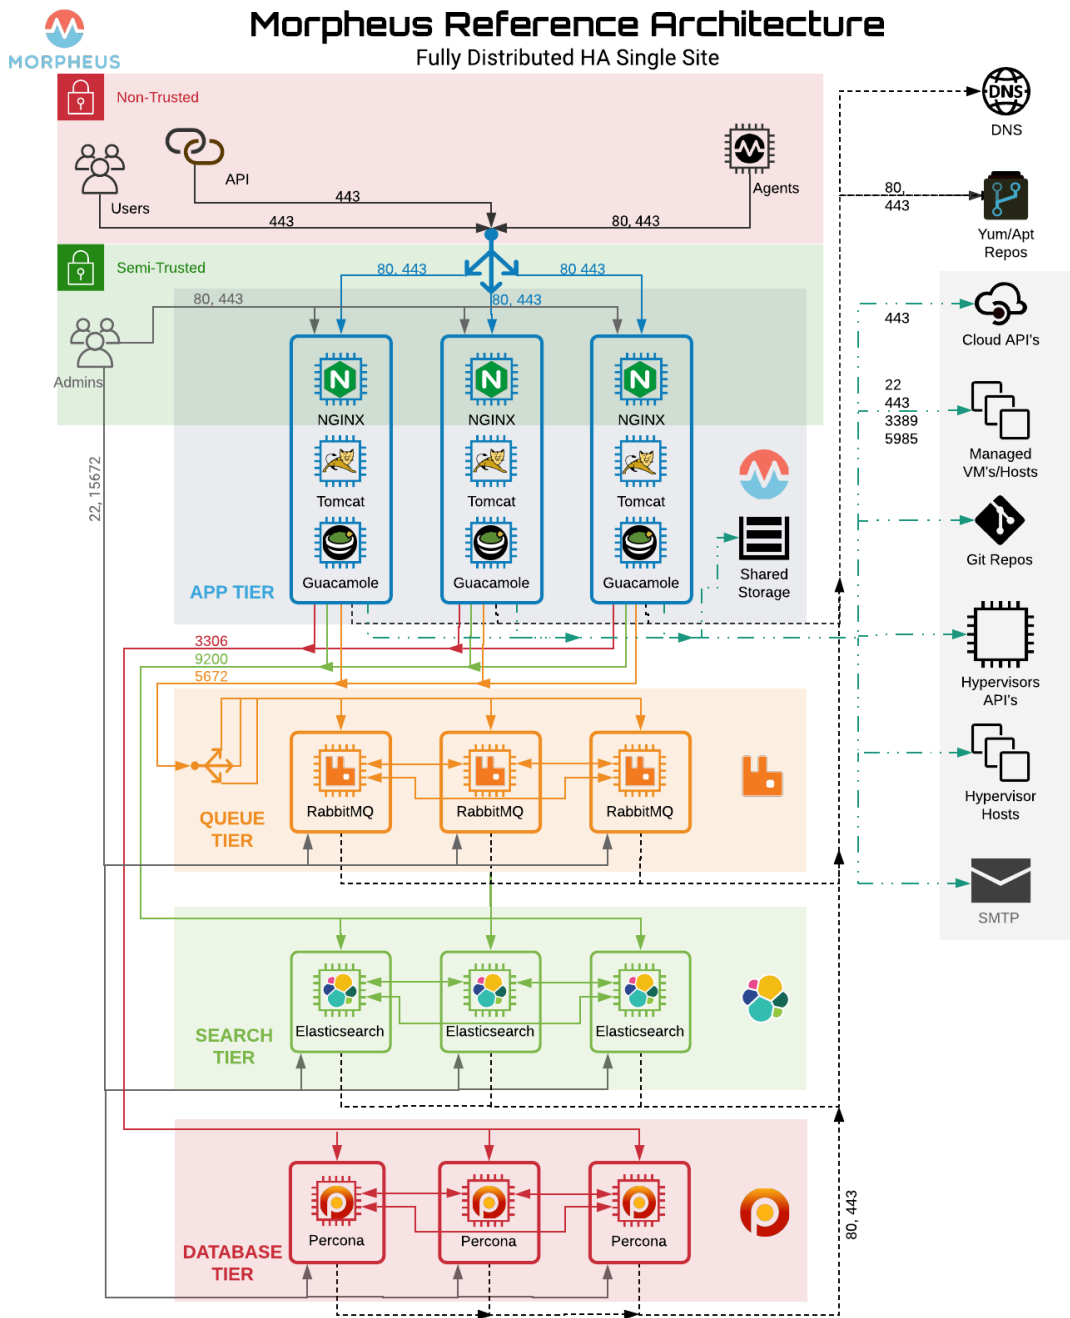 Morpheus Reference Architecture
Fully Distributed HA Single Site
MORPHEUS
Non-Trusted
DNS
DNS
API
Agents
Users
443
443
80, 443
80,
443
Yum/Apt
Repos
Semi-Trusted
80, 443
80 443
80, 443
80, 443
443
Cloud API's
Admins
NGINX
NGINX
NGINX
22
443
3389
5985
Managed
VM's/Hosts
22, 15672
Tomcat
Tomcat
Tomcat
Git Repos
Guacamole
Guacamole
Guacamole
Shared
Storage
APP TIER
3306
9200
5672
Hypervisors
API's
RabbitMQ
RabbitMQ
RabbitMQ
QUEUE
TIER
Hypervisor
Hosts
SMTP
Elasticsearch
Elasticsearch
Elasticsearch
SEARCH
TIER
Percona
Percona
Percona
DATABASE
TIER
80, 443